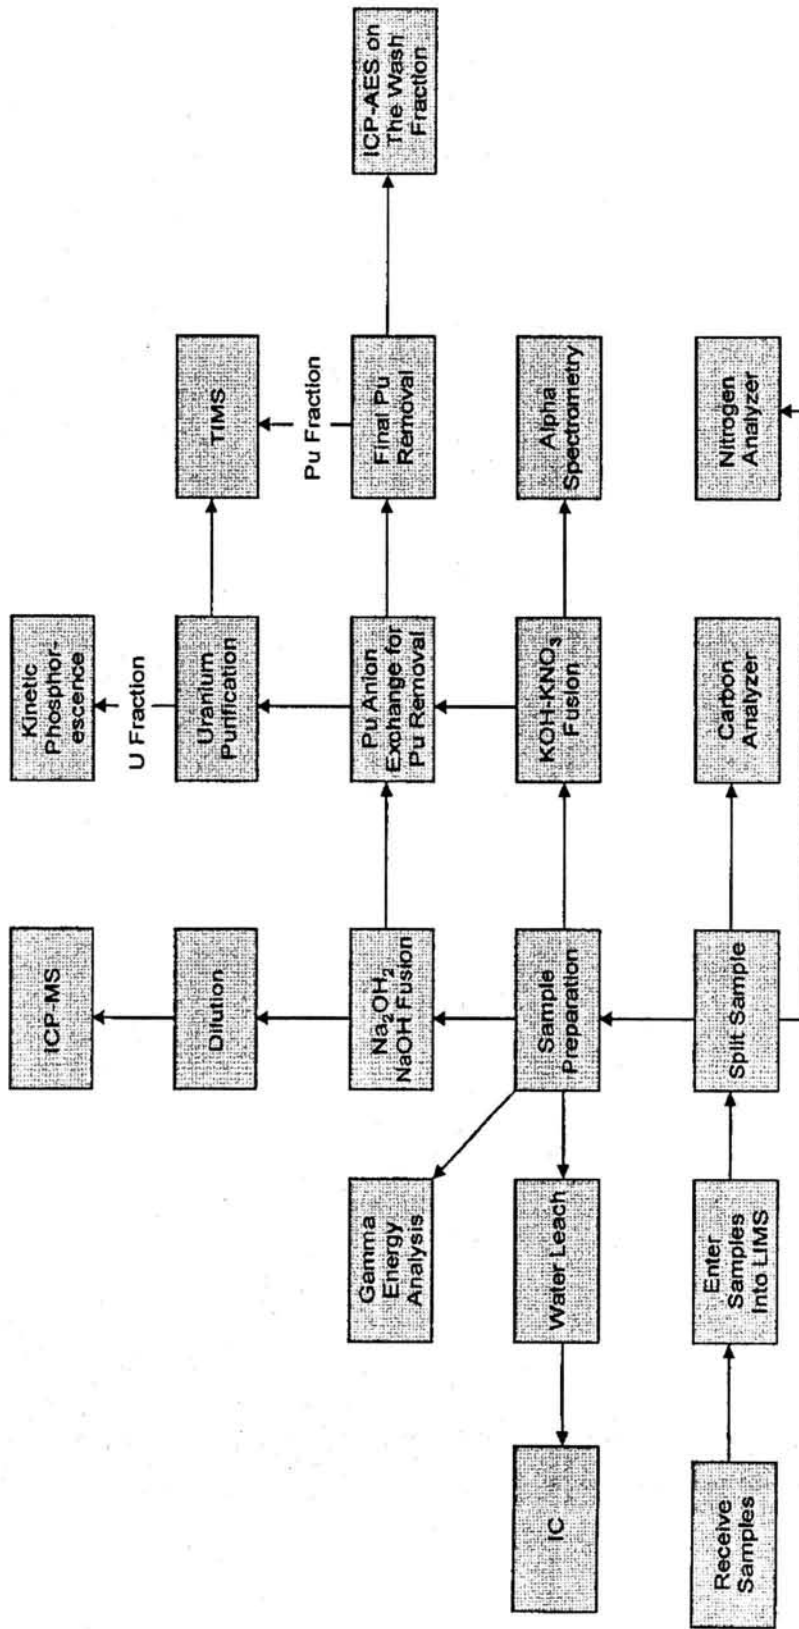 Kinetic
Phosphor-
escence
ICP-MS
U Fraction
Dilution
Uranium
Purification
TIMS
Pu Fraction
Gamma
Energy
Analysis
Na₂OH₂
NaOH Fusion
Pu Anion
Exchange for
Pu Removal
Final Pu
Removal
ICP-AES on
The Wash
Fraction
IC
Water Leach
Sample
Preparation
KOH-KNO₃
Fusion
Alpha
Spectrometry
Receive
Samples
Enter
Samples
Into LIMS
Split Sample
Carbon
Analyzer
Nitrogen
Analyzer